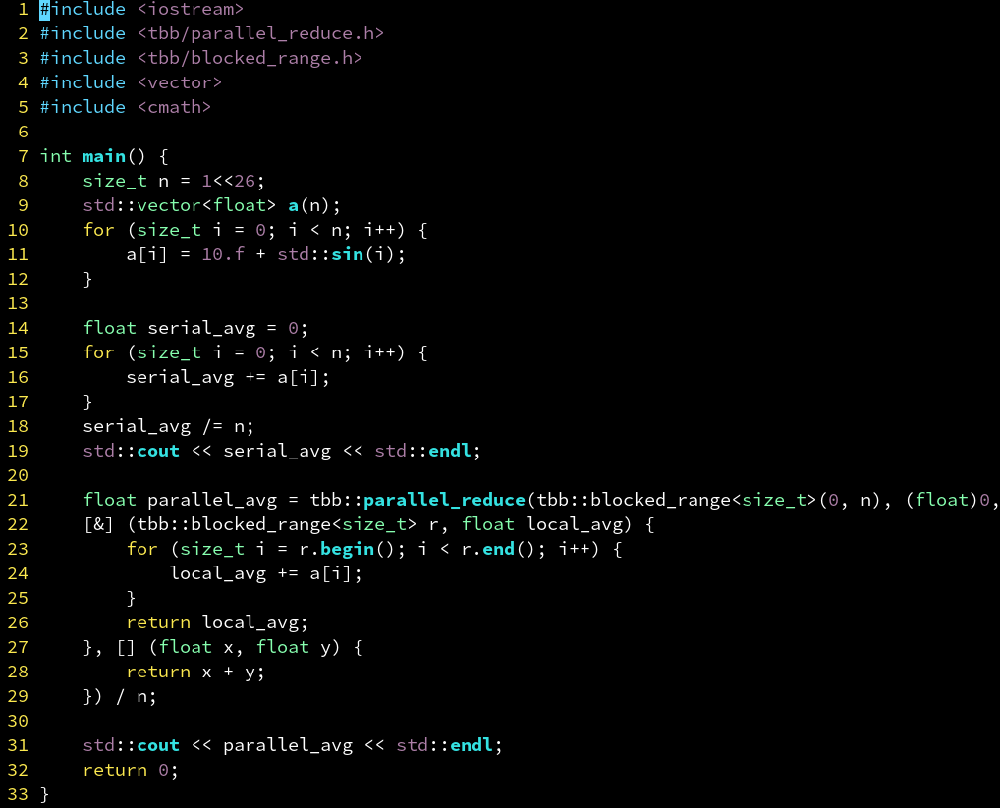 1 #include <iostream>
2 #include <tbb/parallel_reduce.h>
3 #include <tbb/blocked_range.h>
4 #include <vector>
5 #include <cmath>
6
7 int main() {
8     size_t n = 1<<26;
9     std::vector<float> a(n);
10     for (size_t i = 0; i < n; i++) {
11         a[i] = 10.f + std::sin(i);
12     }
13
14     float serial_avg = 0;
15     for (size_t i = 0; i < n; i++) {
16         serial_avg += a[i];
17     }
18     serial_avg /= n;
19     std::cout << serial_avg << std::endl;
20
21     float parallel_avg = tbb::parallel_reduce(tbb::blocked_range<size_t>(0, n), (float)0,
22     [&] (tbb::blocked_range<size_t> r, float local_avg) {
23         for (size_t i = r.begin(); i < r.end(); i++) {
24             local_avg += a[i];
25         }
26         return local_avg;
27     }, [] (float x, float y) {
28         return x + y;
29     }) / n;
30
31     std::cout << parallel_avg << std::endl;
32     return 0;
33 }